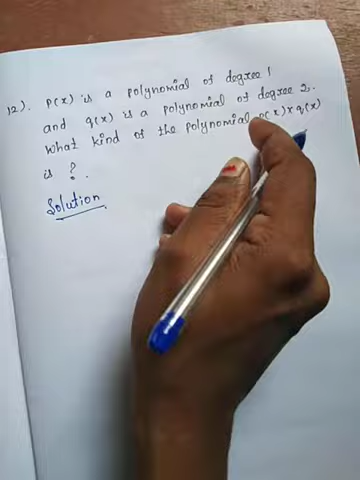 12). P(x) is a polynomial of degree 1
and q(x) is a polynomial of degree 2.
what kind of the polynomial p(x) x q(x)
is ?.
Solution